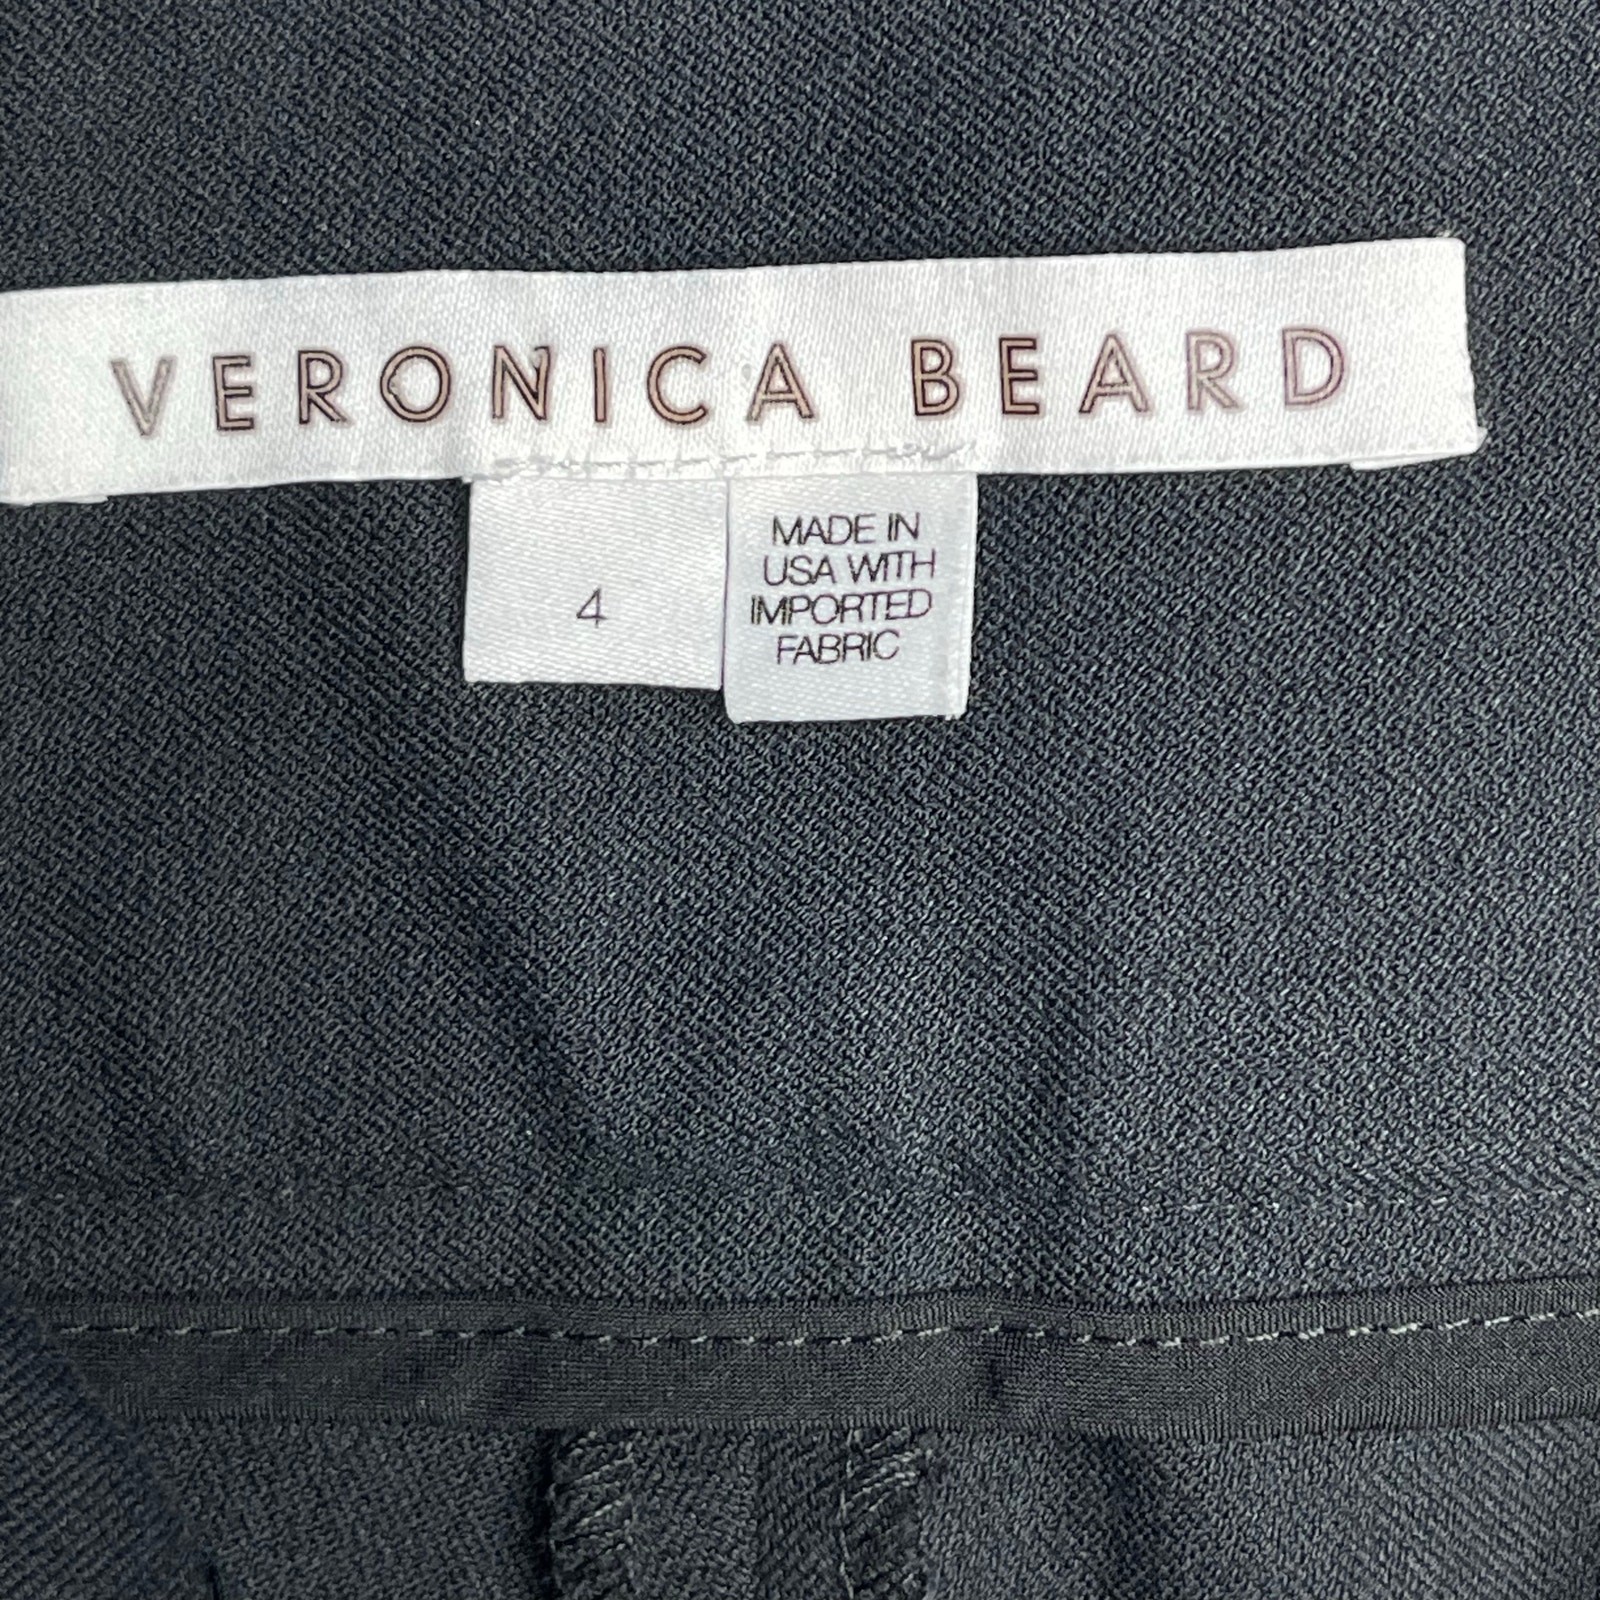 VERONICA BEARD
4
MADE IN
USA WITH
IMPORTED
FABRIC